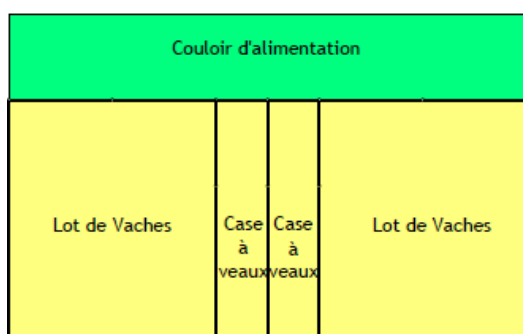 Couloir d'alimentation
Lot de Vaches
Case
à
veaux
Case
à
veaux
Lot de Vaches